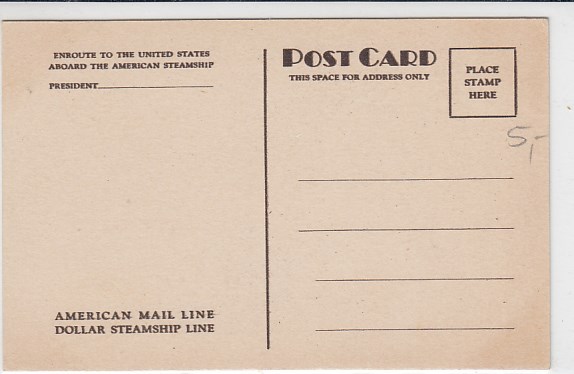 ENROUTE TO THE UNITED STATES
ABOARD THE AMERICAN STEAMSHIP
PRESIDENT
AMERICAN MAIL LINE
DOLLAR STEAMSHIP LINE
POST CARD
THIS SPACE FOR ADDRESS ONLY
PLACE
STAMP
HERE
5,-